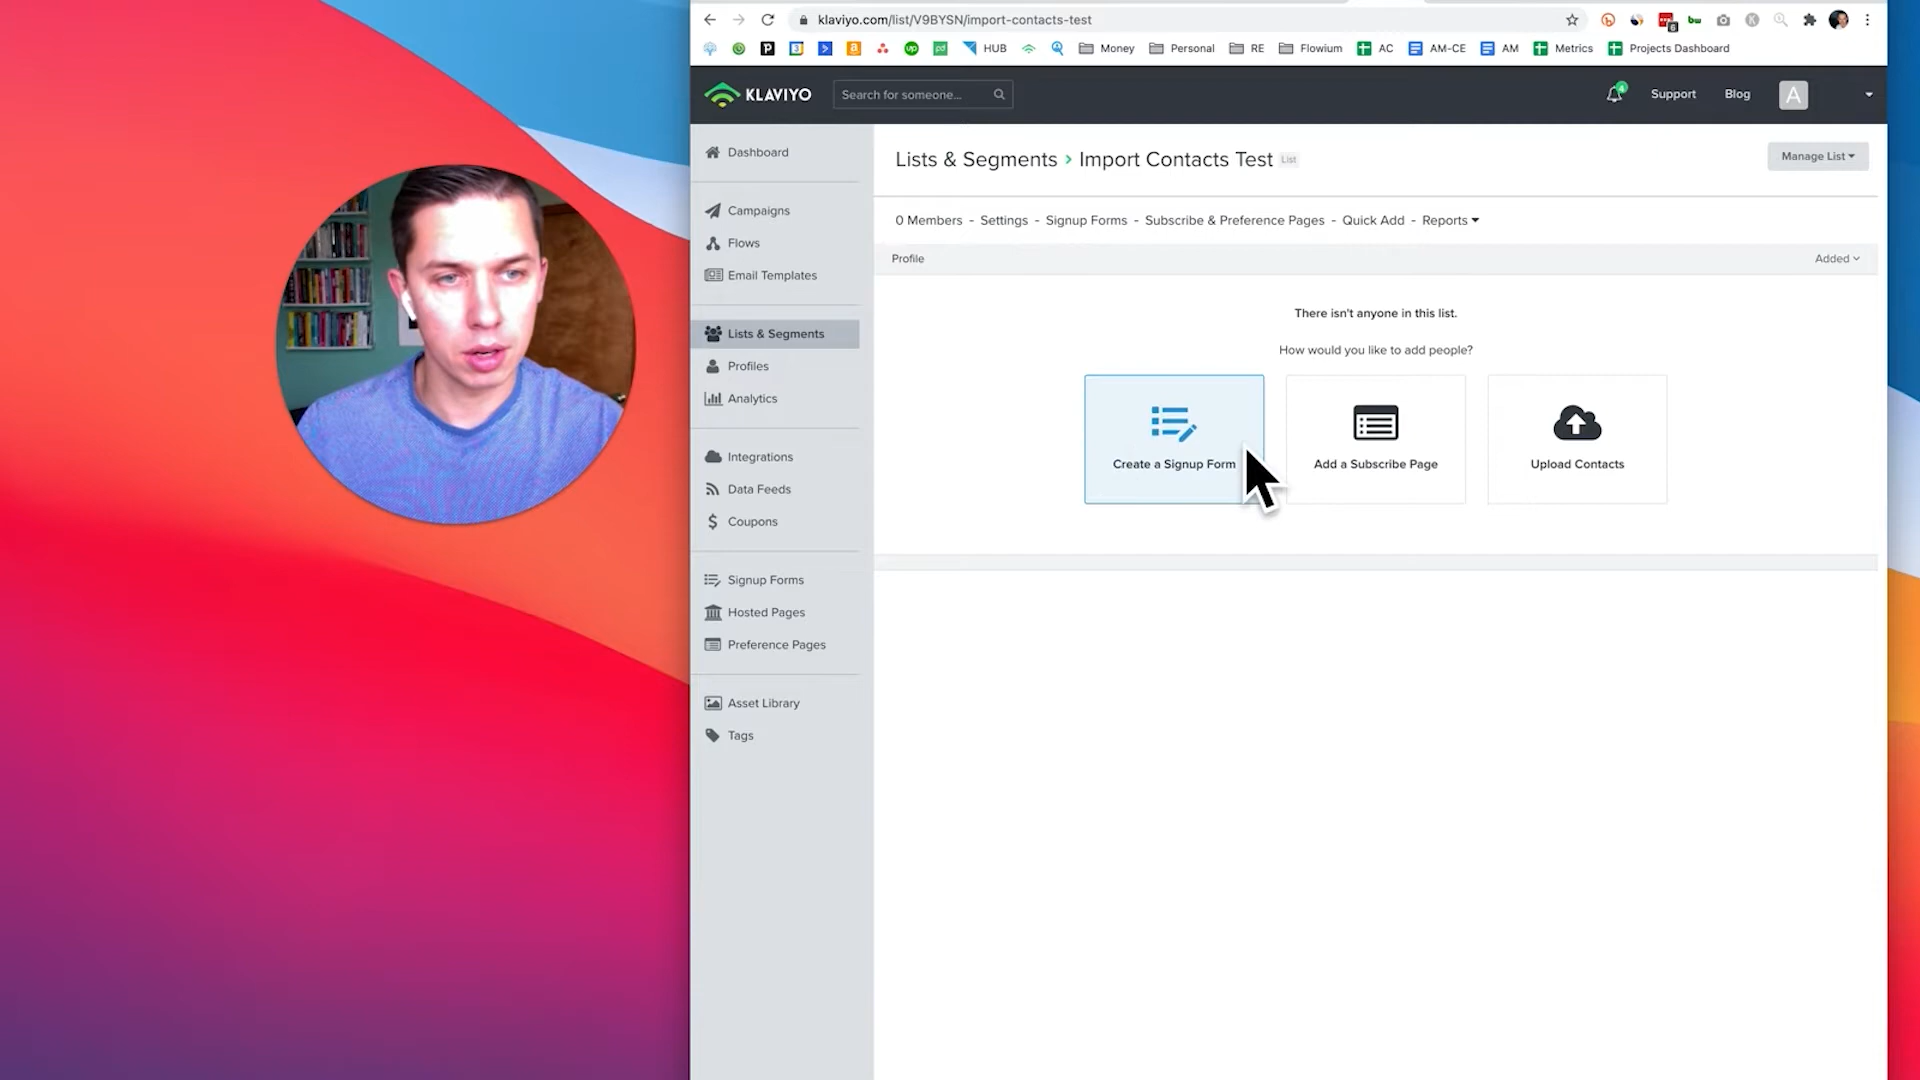 klaviyo.com/list/V9BYSN/import-contacts-test
HUB Money Personal RE Flowium AC AM-CE AM Metrics Projects Dashboard
KLAVIYO
Search for someone...
4
Support
Blog
A
Dashboard
Campaigns
Flows
Email Templates
Lists & Segments
Profiles
Analytics
Integrations
Data Feeds
Coupons
Signup Forms
Hosted Pages
Preference Pages
Asset Library
Tags
Lists & Segments › Import Contacts Test List
Manage List
0 Members - Settings - Signup Forms - Subscribe & Preference Pages - Quick Add - Reports
Profile
Added
There isn't anyone in this list.
How would you like to add people?
Create a Signup Form
Add a Subscribe Page
Upload Contacts